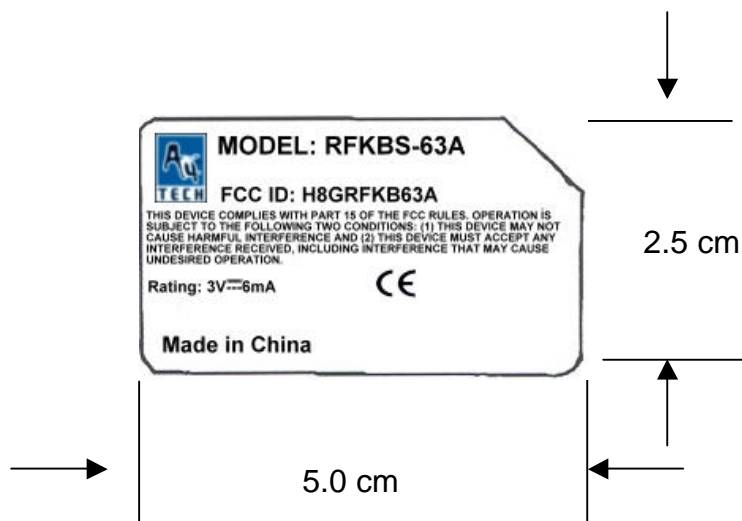 MODEL: RFKBS-63A
A4
TECH
FCC ID: H8GRFKB63A
THIS DEVICE COMPLIES WITH PART 15 OF THE FCC RULES. OPERATION IS
SUBJECT TO THE FOLLOWING TWO CONDITIONS: (1) THIS DEVICE MAY NOT
CAUSE HARMFUL INTERFERENCE AND (2) THIS DEVICE MUST ACCEPT ANY
INTERFERENCE RECEIVED, INCLUDING INTERFERENCE THAT MAY CAUSE
UNDESIRED OPERATION.
Rating: 3V⎓6mA
CE
Made in China
2.5 cm
5.0 cm